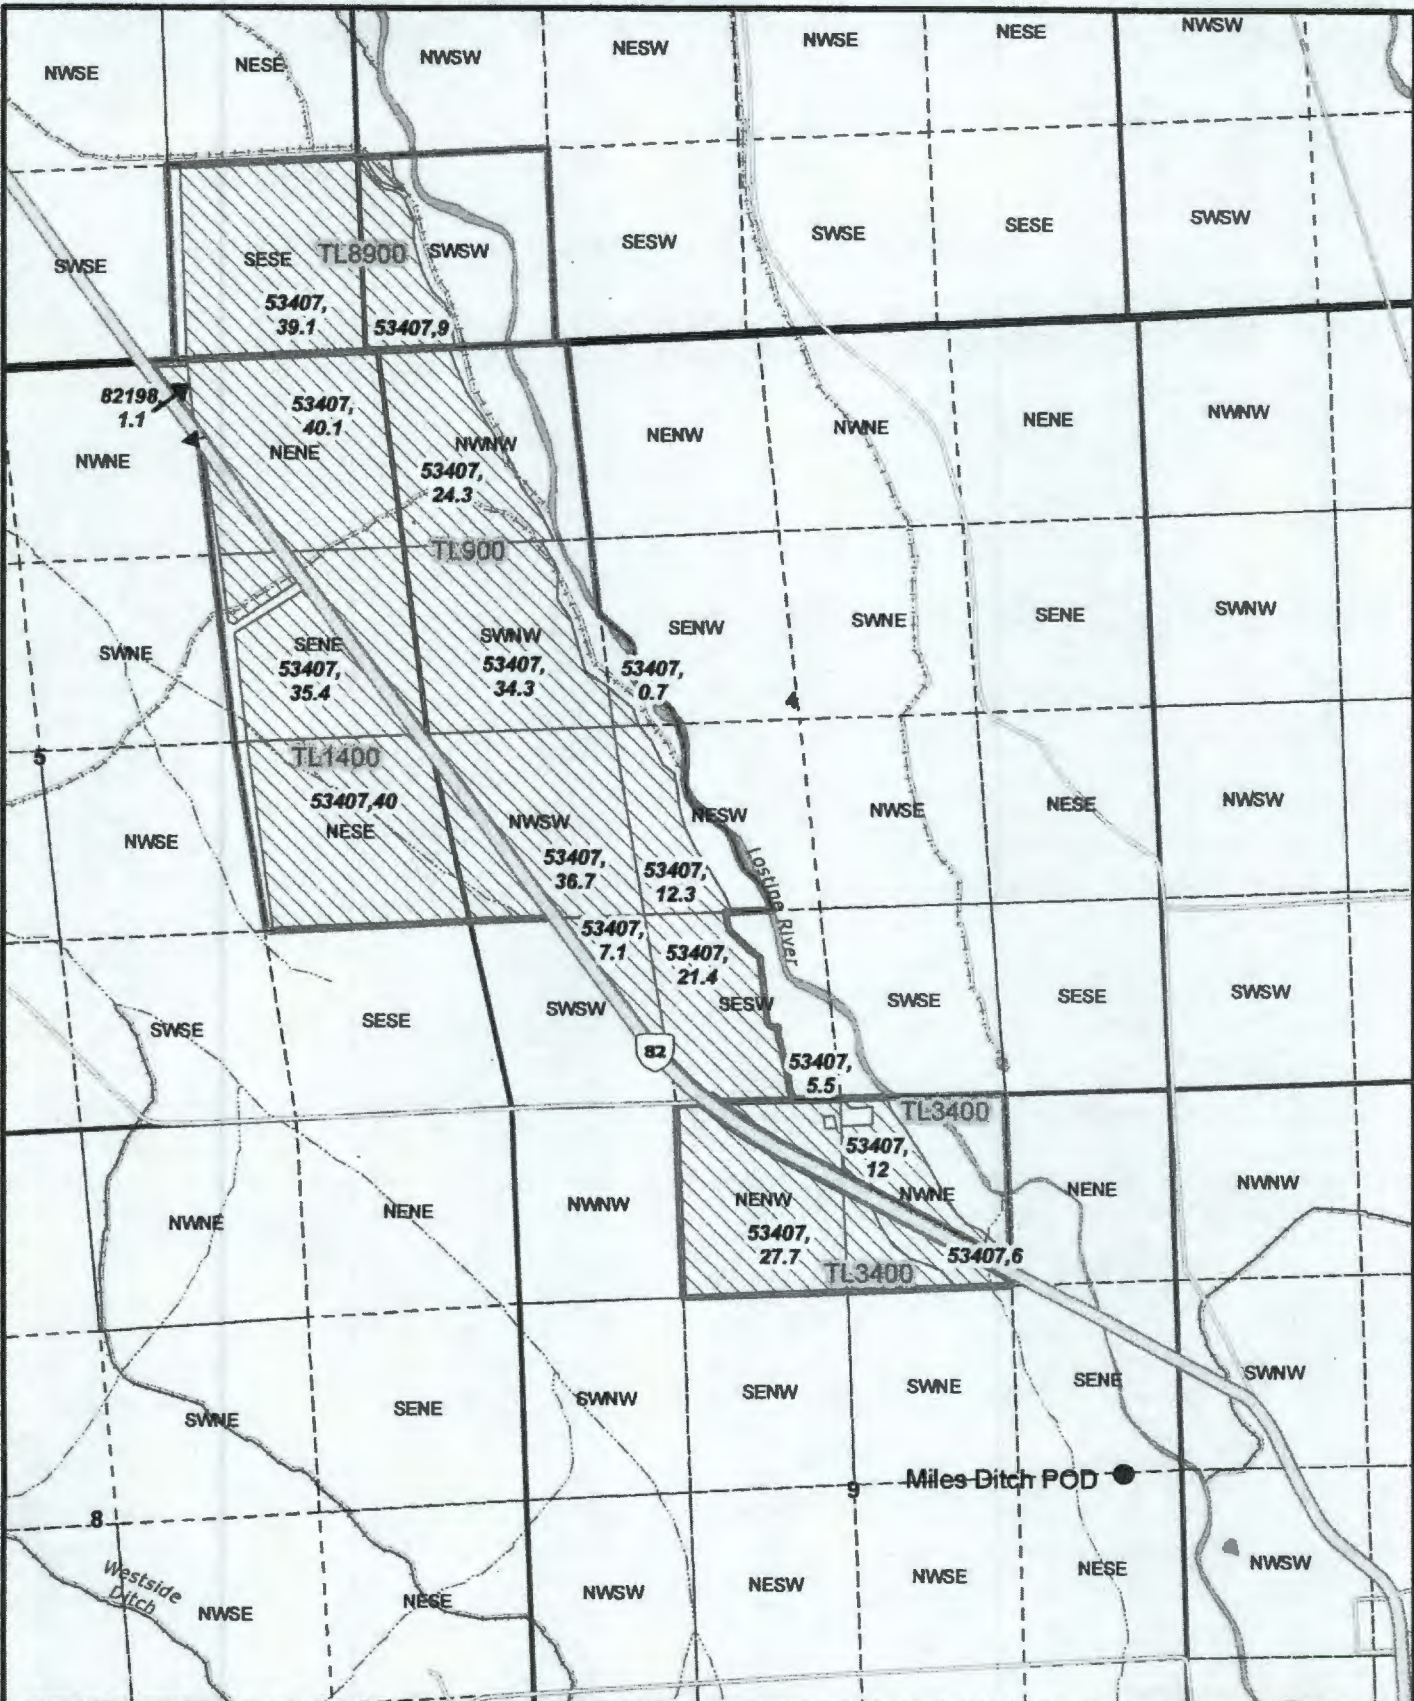 NWSE
NESE
NWSW
NESW
NWSE
NESE
NWSW
SWSE
SESE
TL8900
SWSW
SESW
SWSE
SESE
SWSW
53407,
39.1
53407,9
82198,
1.1
53407,
40.1
NWNE
NENE
NWNW
53407,
24.3
NENW
NWNE
NENE
NWNW
TL900
SWNE
SENE
53407,
35.4
SWNW
53407,
34.3
53407,
0.7
SENW
SWNE
SENE
SWNW
5
TL1400
53407,40
NESE
NWSE
NWSW
53407,
36.7
53407,
12.3
NESW
NWSE
NESE
NWSW
Lostine River
53407,
7.1
53407,
21.4
SWSE
SESE
SWSW
SESW
SWSE
SESE
SWSW
82
53407,
5.5
TL3400
53407,
12
NWNE
NENE
NWNW
NENW
NWNE
NENE
NWNW
53407,
27.7
53407,6
TL3400
SWNE
SENE
SWNW
SENW
SWNE
SENE
SWNW
Miles Ditch POD
8
9
Westside
Ditch
NWSE
NESE
NWSW
NESW
NWSE
NESE
NWSW